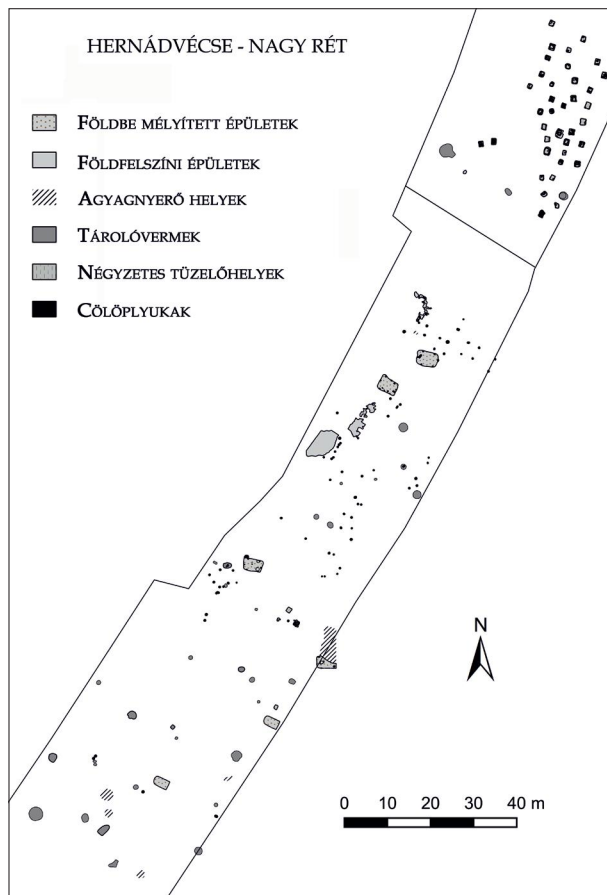 HERNÁDVÉCSE - NAGY RÉT
FÖLDBE MÉLYÍTETT ÉPÜLETEK
FÖLDFELSZÍNI ÉPÜLETEK
AGYAGNYERŐ HELYEK
TÁROLÓVERMEK
NÉGYZETES TÜZELŐHELYEK
CÖLÖPLYUKAK
N
0 10 20 30 40 m